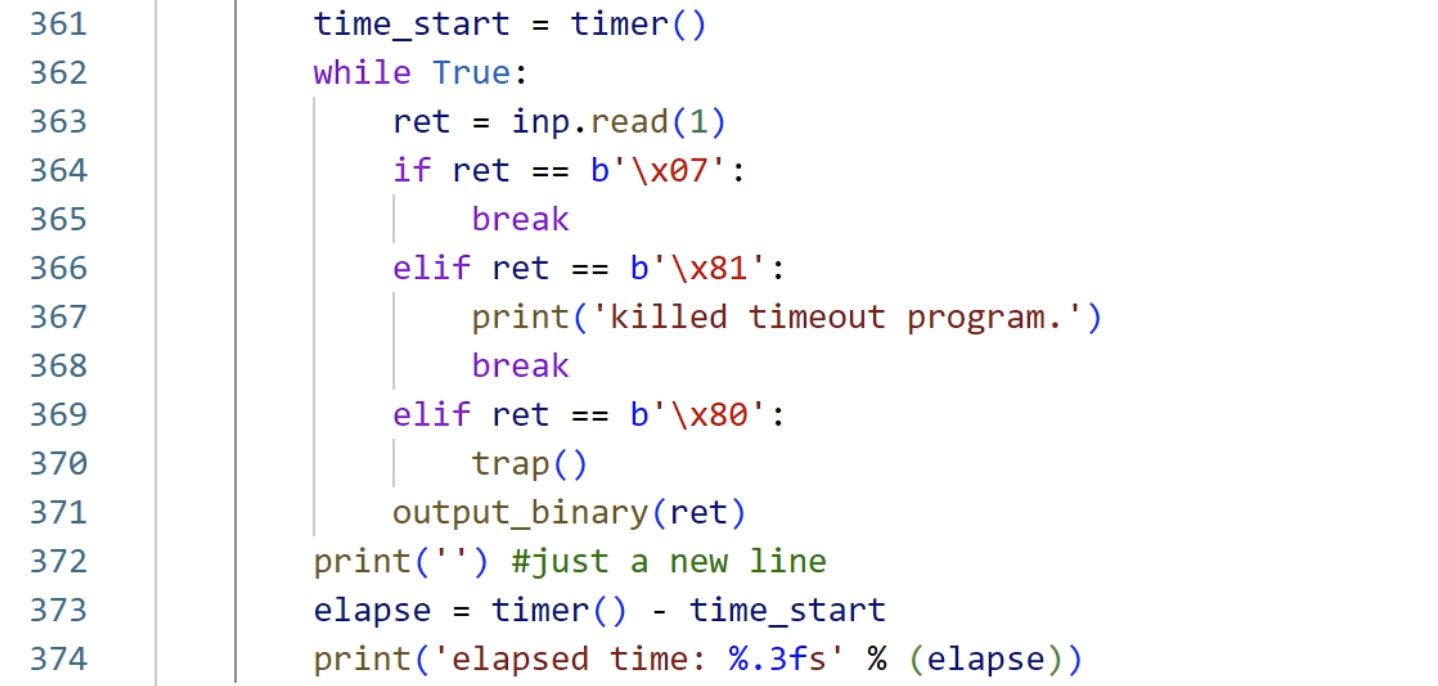 361 time_start = timer()
362 while True:
363 ret = inp.read(1)
364 if ret == b'\x07':
365 break
366 elif ret == b'\x81':
367 print('killed timeout program.')
368 break
369 elif ret == b'\x80':
370 trap()
371 output_binary(ret)
372 print('') #just a new line
373 elapse = timer() - time_start
374 print('elapsed time: %.3fs' % (elapse))